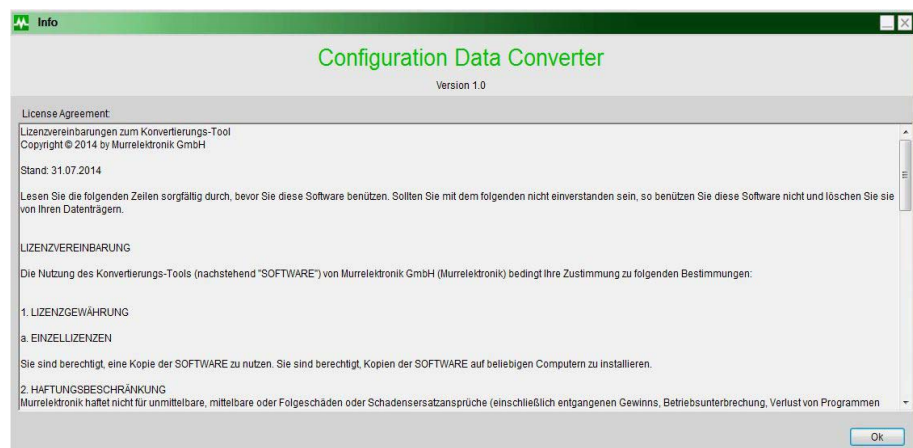 Info
Configuration Data Converter
Version 1.0
License Agreement:
Lizenzvereinbarungen zum Konvertierungs-Tool
Copyright © 2014 by Murrelektronik GmbH
Stand: 31.07.2014
Lesen Sie die folgenden Zeilen sorgfältig durch, bevor Sie diese Software benützen. Sollten Sie mit dem folgenden nicht einverstanden sein, so benützen Sie diese Software nicht und löschen Sie sie
von Ihren Datenträgern.
LIZENZVEREINBARUNG
Die Nutzung des Konvertierungs-Tools (nachstehend "SOFTWARE") von Murrelektronik GmbH (Murrelektronik) bedingt Ihre Zustimmung zu folgenden Bestimmungen:
1. LIZENZGEWÄHRUNG
a. EINZELLIZENZEN
Sie sind berechtigt, eine Kopie der SOFTWARE zu nutzen. Sie sind berechtigt, Kopien der SOFTWARE auf beliebigen Computern zu installieren.
2. HAFTUNGSBESCHRÄNKUNG
Murrelektronik haftet nicht für unmittelbare, mittelbare oder Folgeschäden oder Schadensersatzansprüche (einschließlich entgangenen Gewinns, Betriebsunterbrechung, Verlust von Programmen
Ok